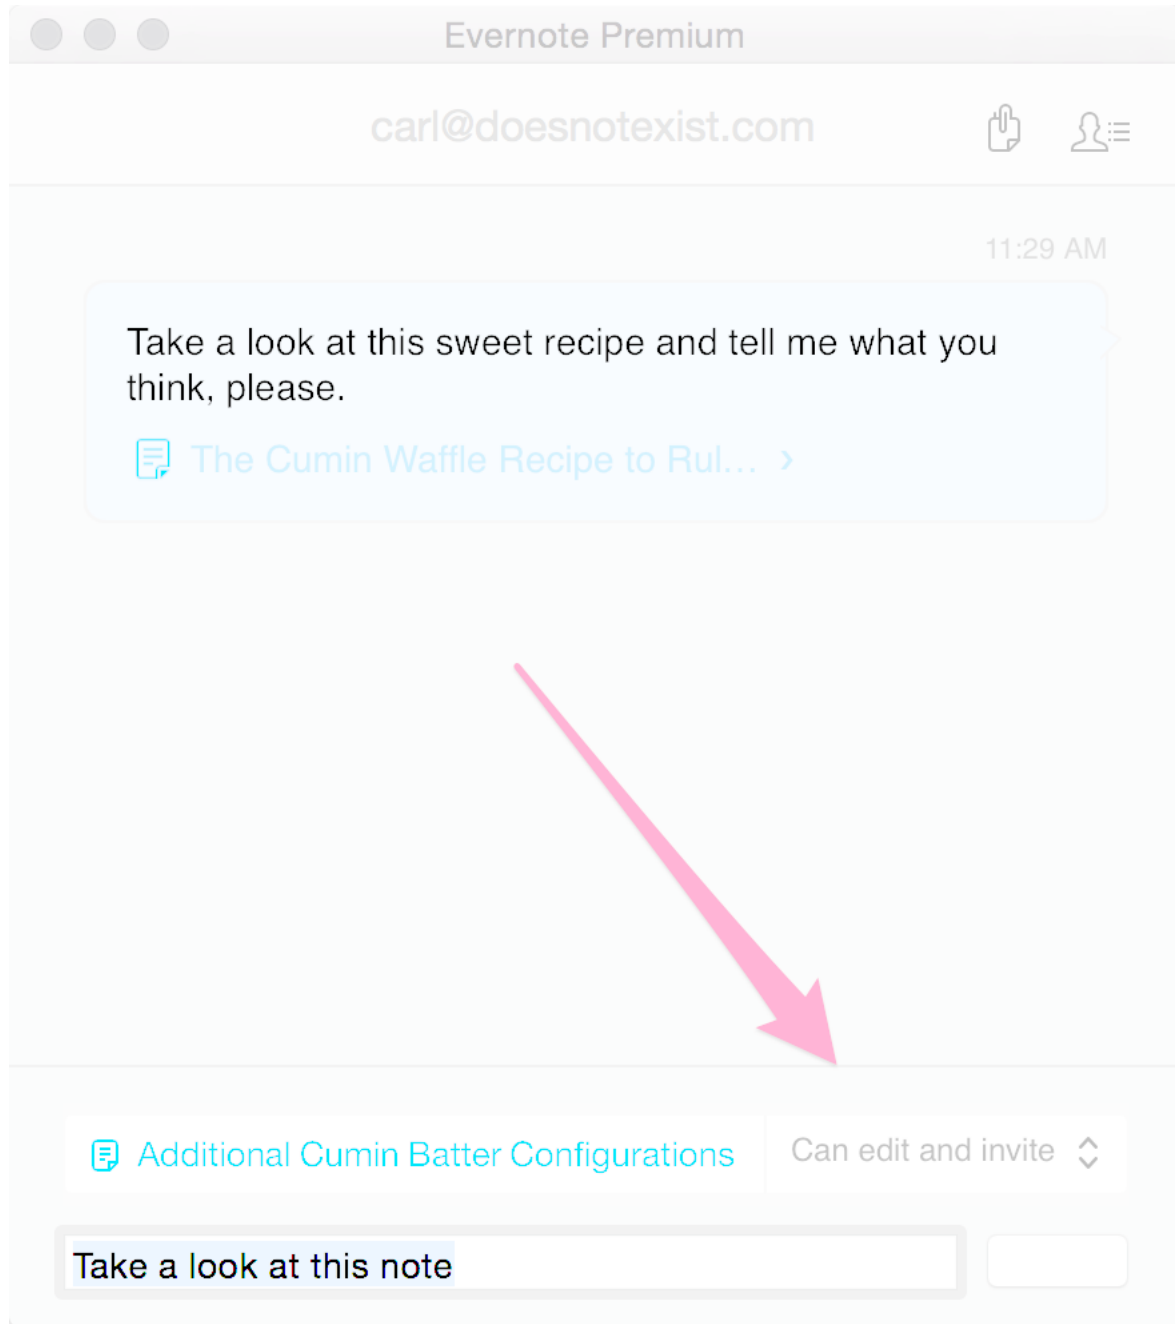 Evernote Premium
carl@doesnotexist.com
11:29 AM
Take a look at this sweet recipe and tell me what you
think, please.
The Cumin Waffle Recipe to Rul... >
Additional Cumin Batter Configurations
Can edit and invite
Take a look at this note